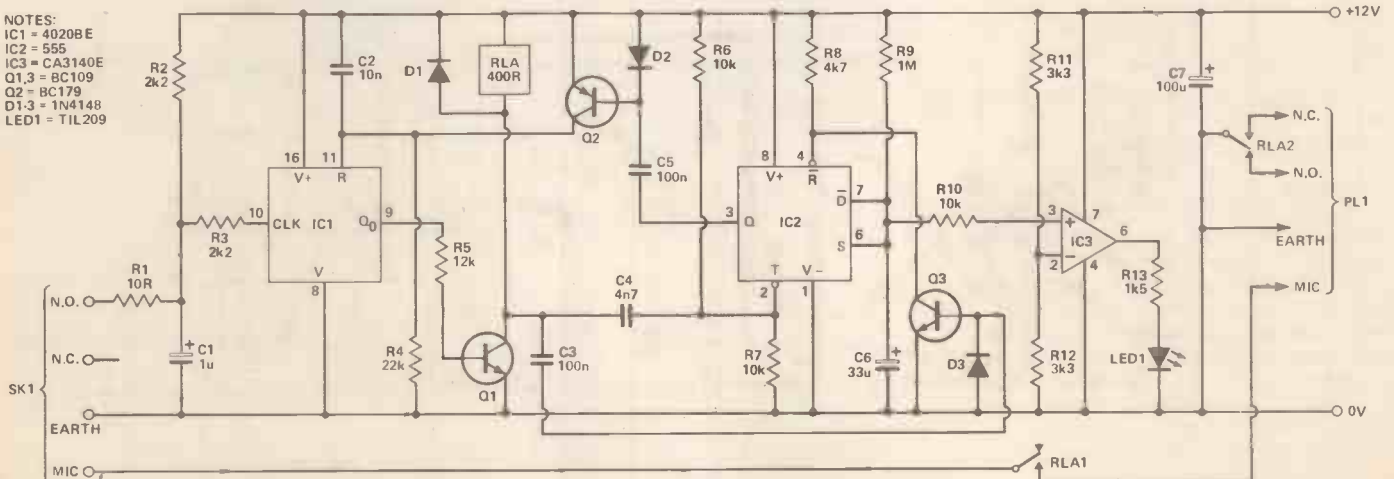 NOTES:
IC1 = 4020BE
IC2 = 555
IC3 = CA3140E
Q1,3 = BC109
Q2 = BC179
D1-3 = 1N4148
LED1 = TIL209
R2
2k2
C2
10n
D1
RLA
400R
Q2
D2
R6
10k
R8
4k7
R9
1M
R11
3k3
C7
100u
+
+12V
N.C.
RLA2
N.O.
PL1
EARTH
MIC
16
V+
11
R
10
CLK
IC1
Q0
9
V
8
R3
2k2
R1
10R
N.O.
N.C.
SK1
EARTH
MIC
+
C1
1u
R5
12k
R4
22k
Q1
C3
100n
C4
4n7
C5
100n
8
V+
4
R
3
Q
IC2
D
7
S
6
T
2
V-
1
R7
10k
R10
10k
Q3
C6
33u
+
D3
3
+
2
−
IC3
7
6
4
R13
1k5
R12
3k3
LED1
0V
RLA1